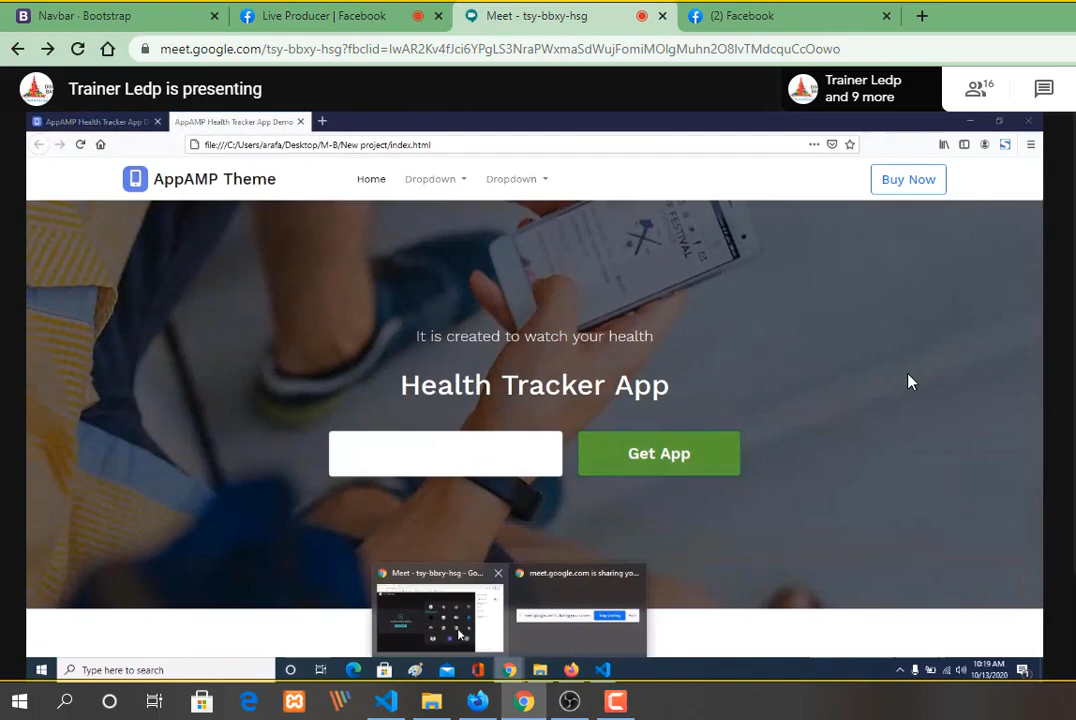 Navbar · Bootstrap
Live Producer | Facebook
Meet - tsy-bbxy-hsg
(2) Facebook
meet.google.com/tsy-bbxy-hsg?fbclid=IwAR2Kv4fJci6YPgLS3NraPWxmaSdWujFomiMOlgMuhn2O8lvTMdcquCcOowo
Trainer Ledp is presenting
Trainer Ledp
and 9 more
16
AppAMP Health Tracker App D
AppAMP Health Tracker App Demo
file:///C:/Users/arafa/Desktop/M-B/New project/index.html
AppAMP Theme
Home
Dropdown
Dropdown
Buy Now
FESTIVAL
It is created to watch your health
Health Tracker App
Get App
Meet - tsy-bbxy-hsg - Go...
meet.google.com is sharing yo...
Type here to search
10:19 AM
10/13/2020